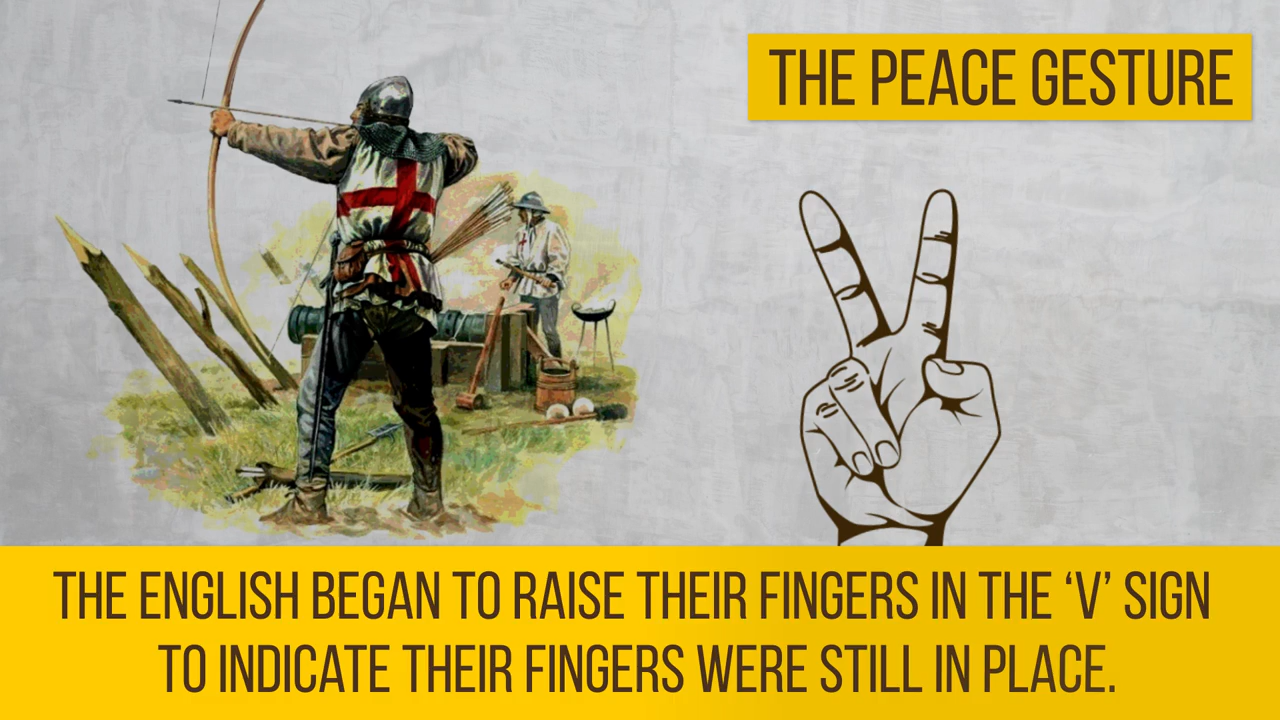 THE PEACE GESTURE
THE ENGLISH BEGAN TO RAISE THEIR FINGERS IN THE ‘V’ SIGN
TO INDICATE THEIR FINGERS WERE STILL IN PLACE.